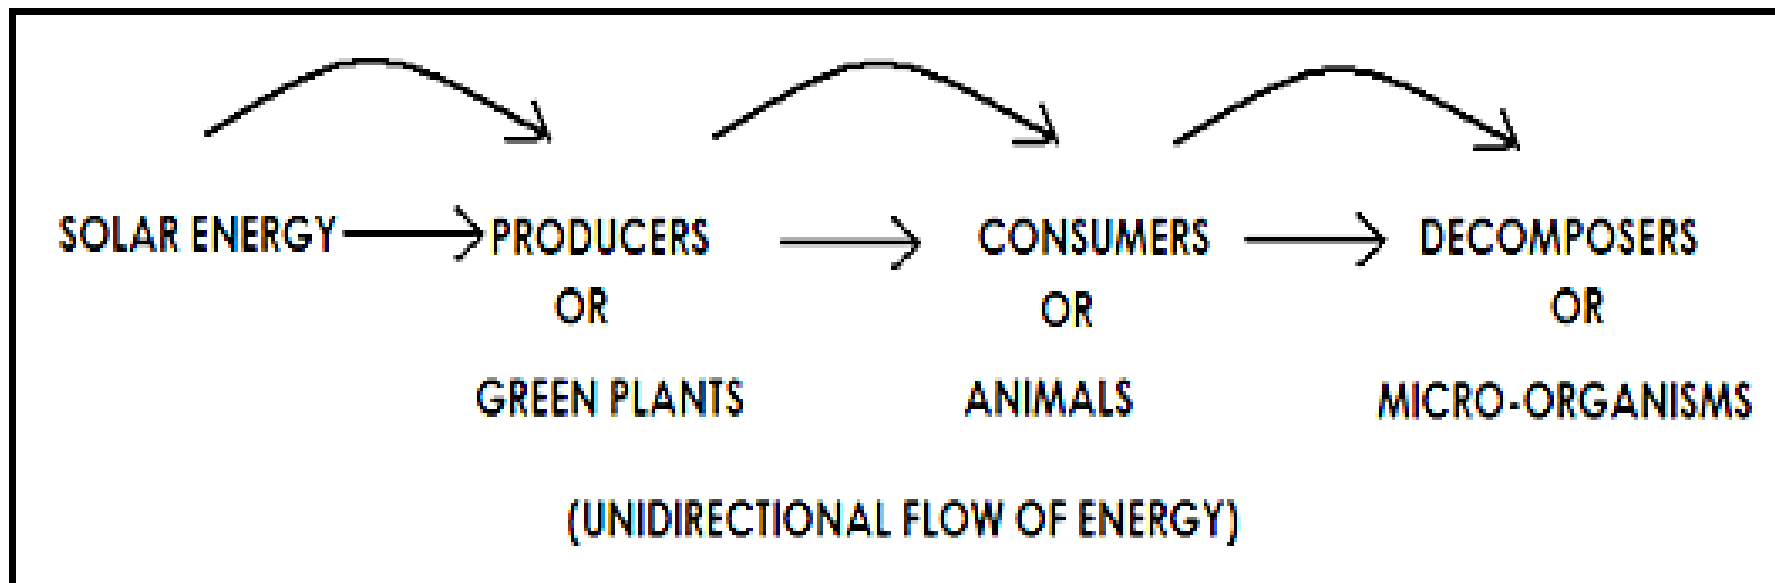 SOLAR ENERGY PRODUCERS CONSUMERS DECOMPOSERS
OR OR OR
GREEN PLANTS ANIMALS MICRO-ORGANISMS
(UNIDIRECTIONAL FLOW OF ENERGY)